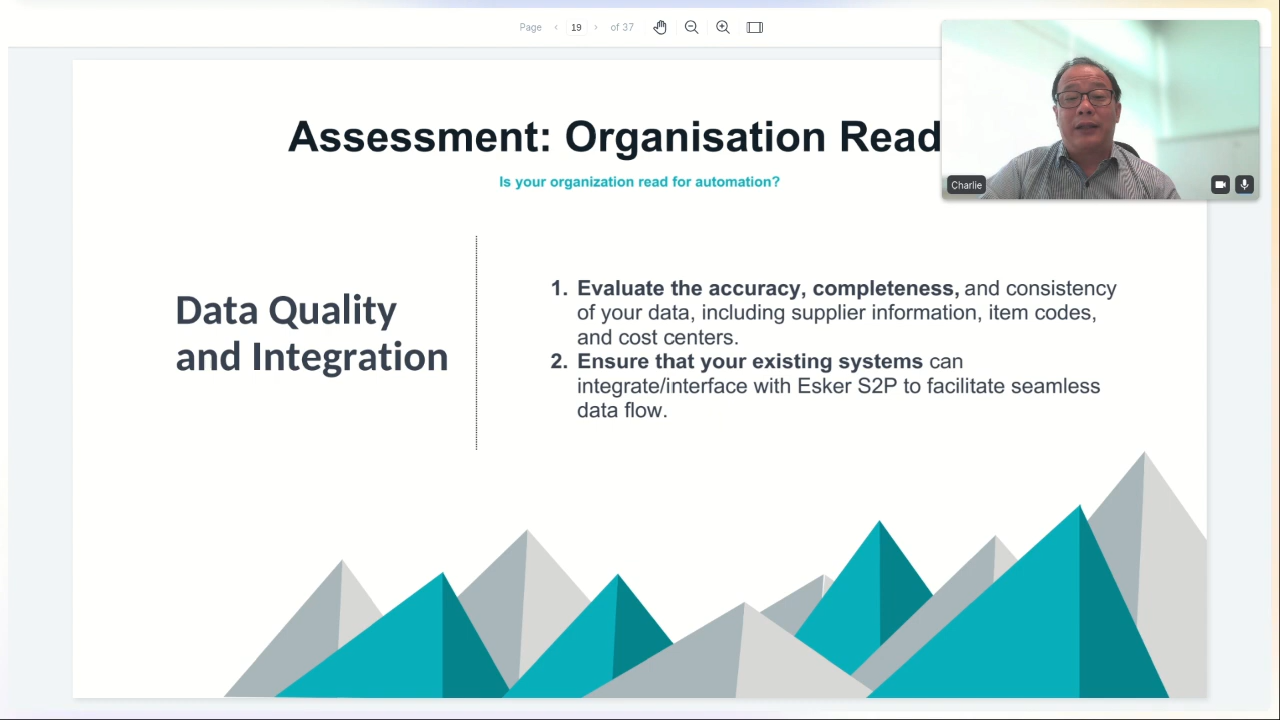 Page < 19 > of 37
Assessment: Organisation Read
Is your organization read for automation?
Charlie
Data Quality
and Integration
1. Evaluate the accuracy, completeness, and consistency
of your data, including supplier information, item codes,
and cost centers.
2. Ensure that your existing systems can
integrate/interface with Esker S2P to facilitate seamless
data flow.